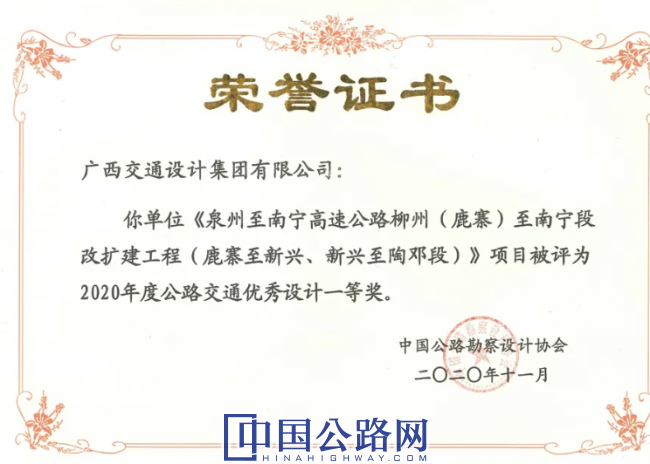 荣誉证书
广西交通设计集团有限公司：
你单位《泉州至南宁高速公路柳州（鹿寨）至南宁段
改扩建工程（鹿寨至新兴、新兴至陶邓段）》项目被评为
2020年度公路交通优秀设计一等奖。
中国公路勘察设计协会
二〇二〇年十一月
中国公路网
HINAHIGHWAY.COM